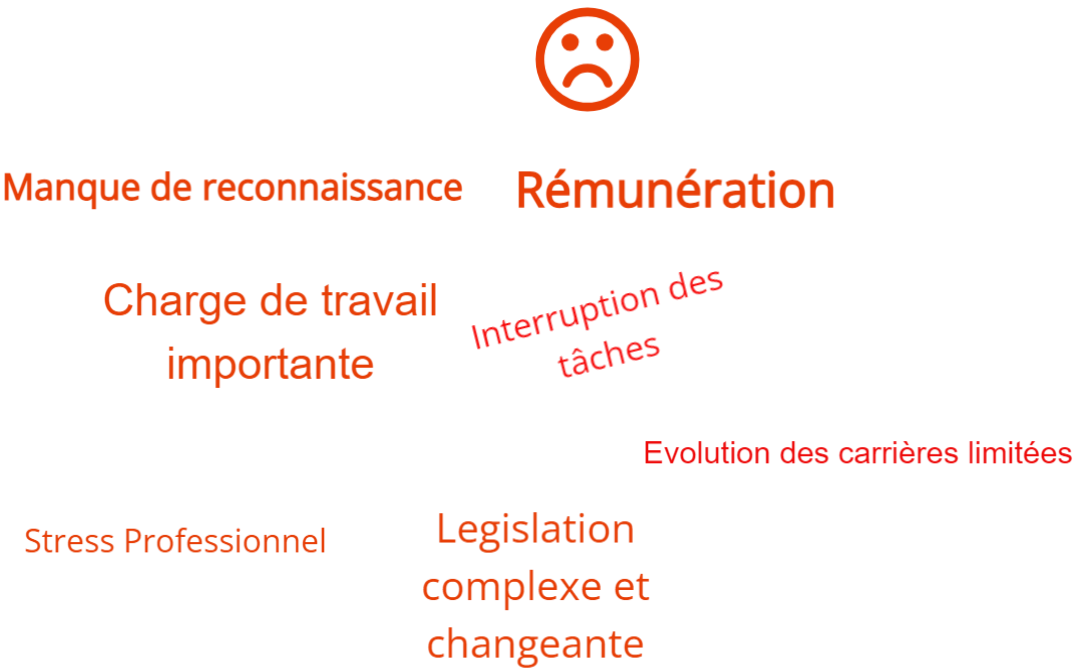 Manque de reconnaissance
Rémunération
Charge de travail
importante
Interruption des
tâches
Evolution des carrières limitées
Stress Professionnel
Legislation
complexe et
changeante